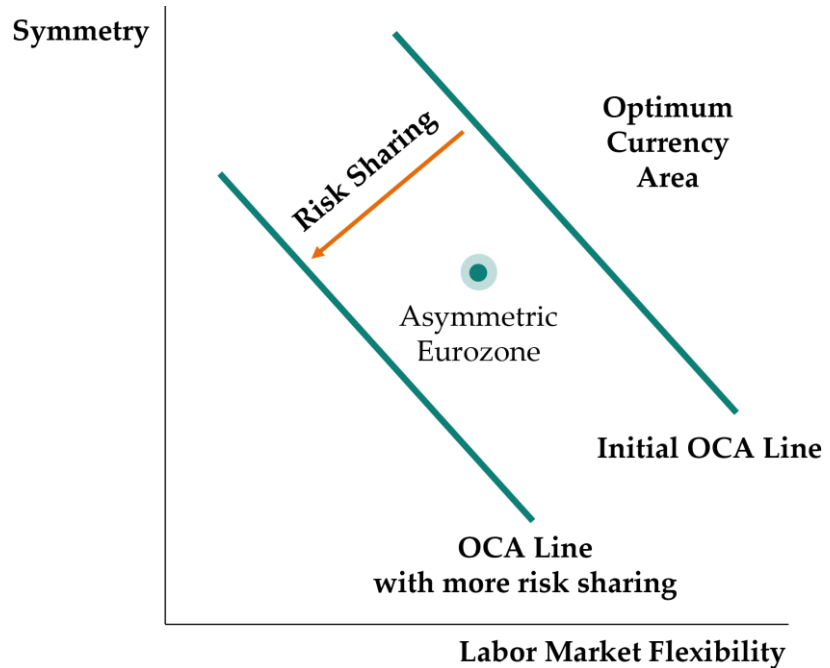 Symmetry
Optimum
Currency
Area
Risk Sharing
Asymmetric
Eurozone
Initial OCA Line
OCA Line
with more risk sharing
Labor Market Flexibility